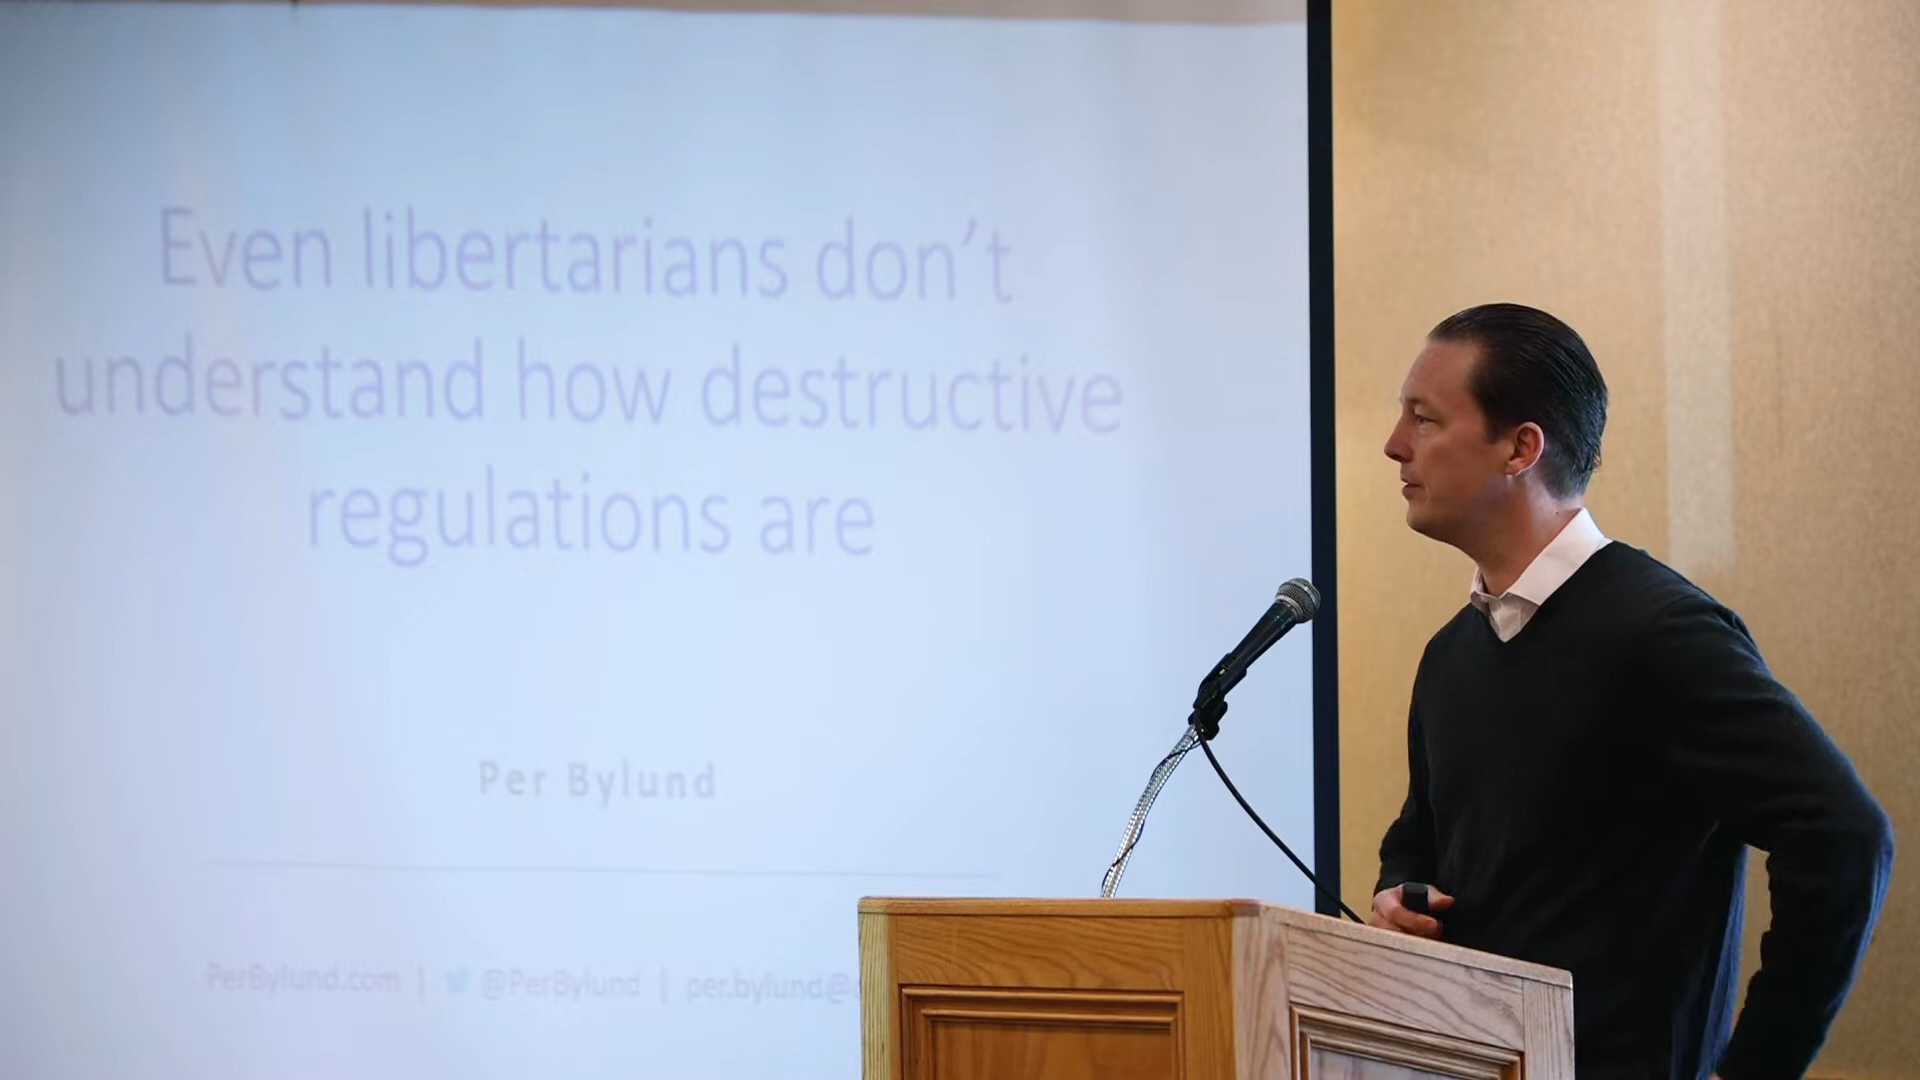 Even libertarians don't
understand how destructive
regulations are
Per Bylund
PerBylund.com | @PerBylund | per.bylund@